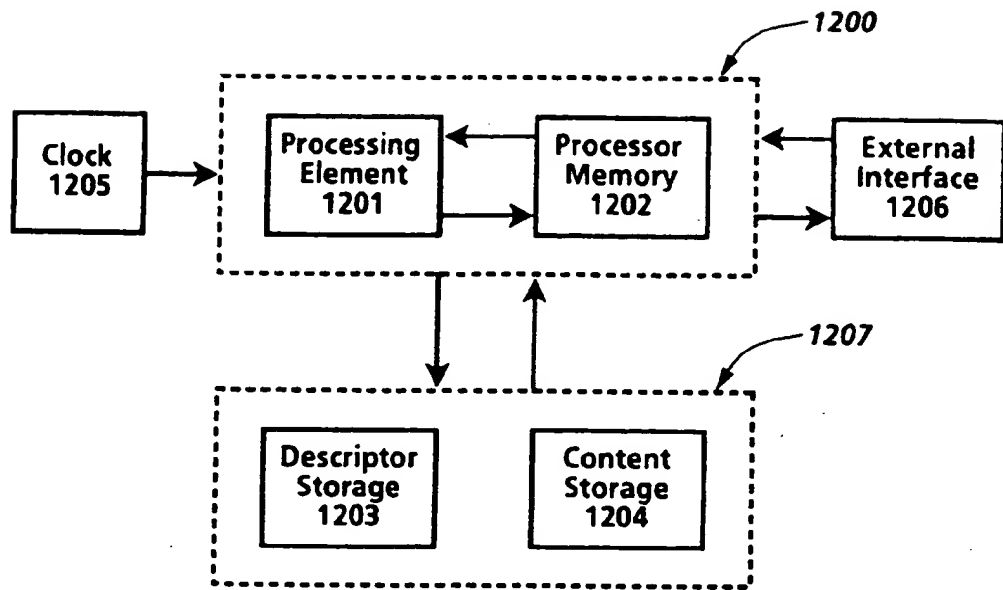 1200
Clock
1205
Processing
Element
1201
Processor
Memory
1202
External
Interface
1206
1207
Descriptor
Storage
1203
Content
Storage
1204